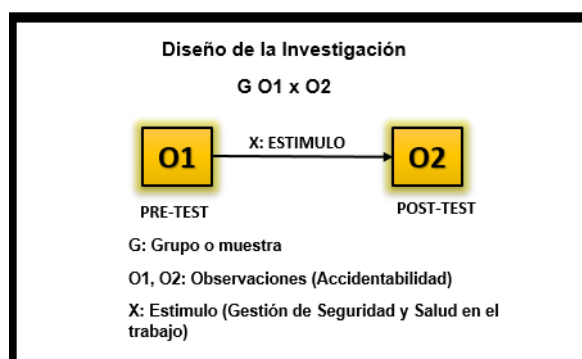 Diseño de la Investigación
G O1 x O2
X: ESTIMULO
O1
O2
PRE-TEST
POST-TEST
G: Grupo o muestra
O1, O2: Observaciones (Accidentabilidad)
X: Estimulo (Gestión de Seguridad y Salud en el
trabajo)